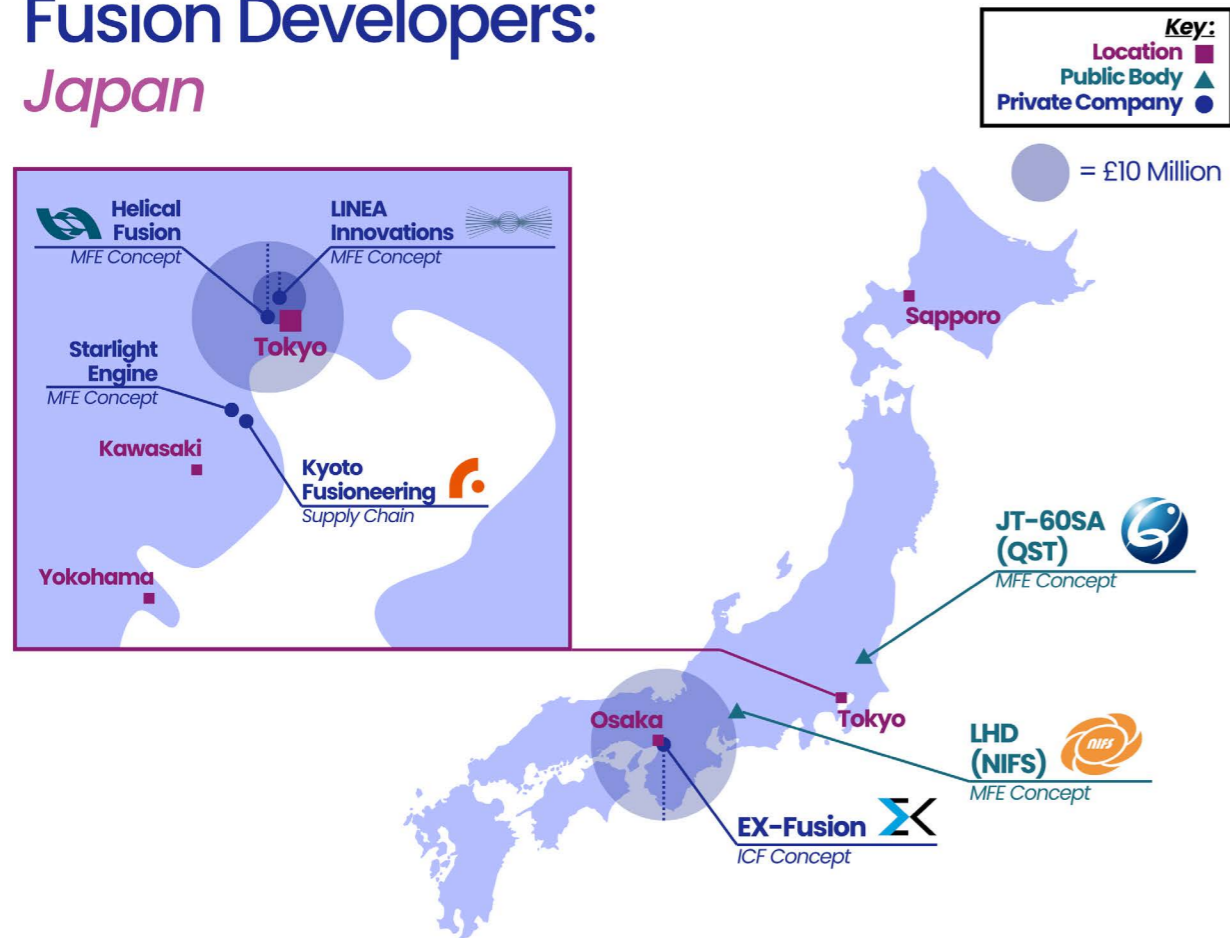 Fusion Developers:
Japan
Key:
Location
Public Body
Private Company
= £10 Million
Helical
Fusion
MFE Concept
LINEA
Innovations
MFE Concept
Tokyo
Starlight
Engine
MFE Concept
Kawasaki
Kyoto
Fusioneering
Supply Chain
Yokohama
Sapporo
JT-60SA
(QST)
MFE Concept
Tokyo
Osaka
LHD
(NIFS)
NIFS
MFE Concept
EX-Fusion
ICF Concept